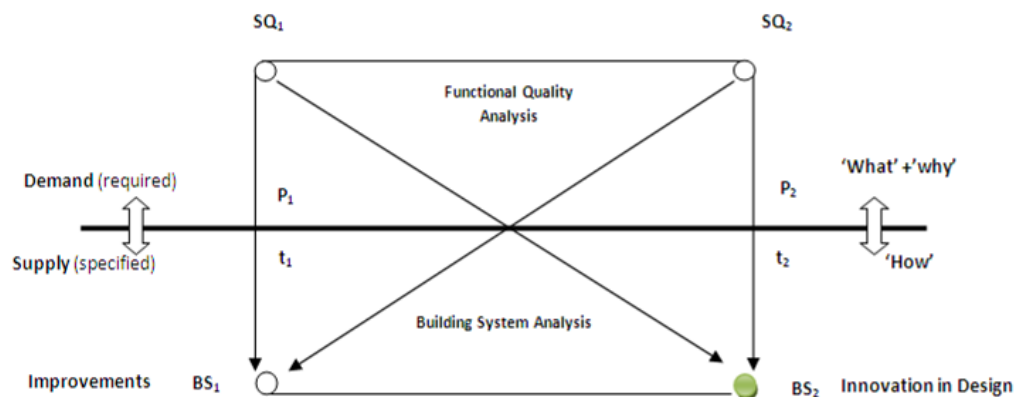 SQ₁
SQ₂
Functional Quality
Analysis
‘What’ +‘why’
Demand (required)
P₁
P₂
Supply (specified)
t₁
t₂
‘How’
Building System Analysis
Improvements
BS₁
BS₂
Innovation in Design